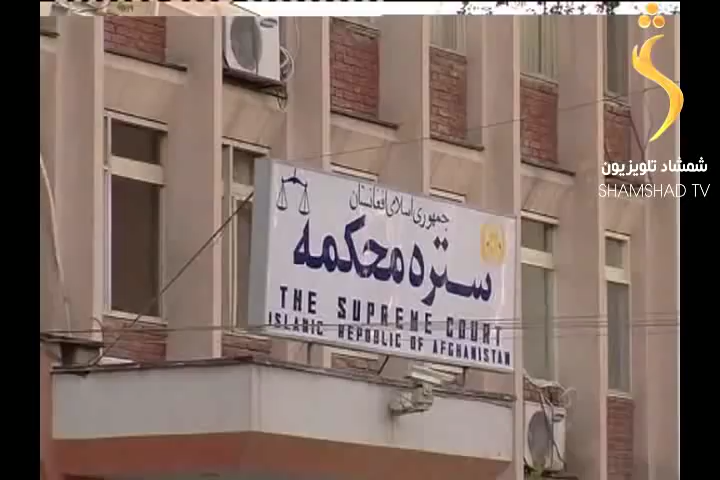 جمهوری اسلامی افغانستان
ستره محکمه
THE SUPREME COURT
ISLAMIC REPUBLIC OF AFGHANISTAN
شمشاد تلویزیون
SHAMSHAD TV